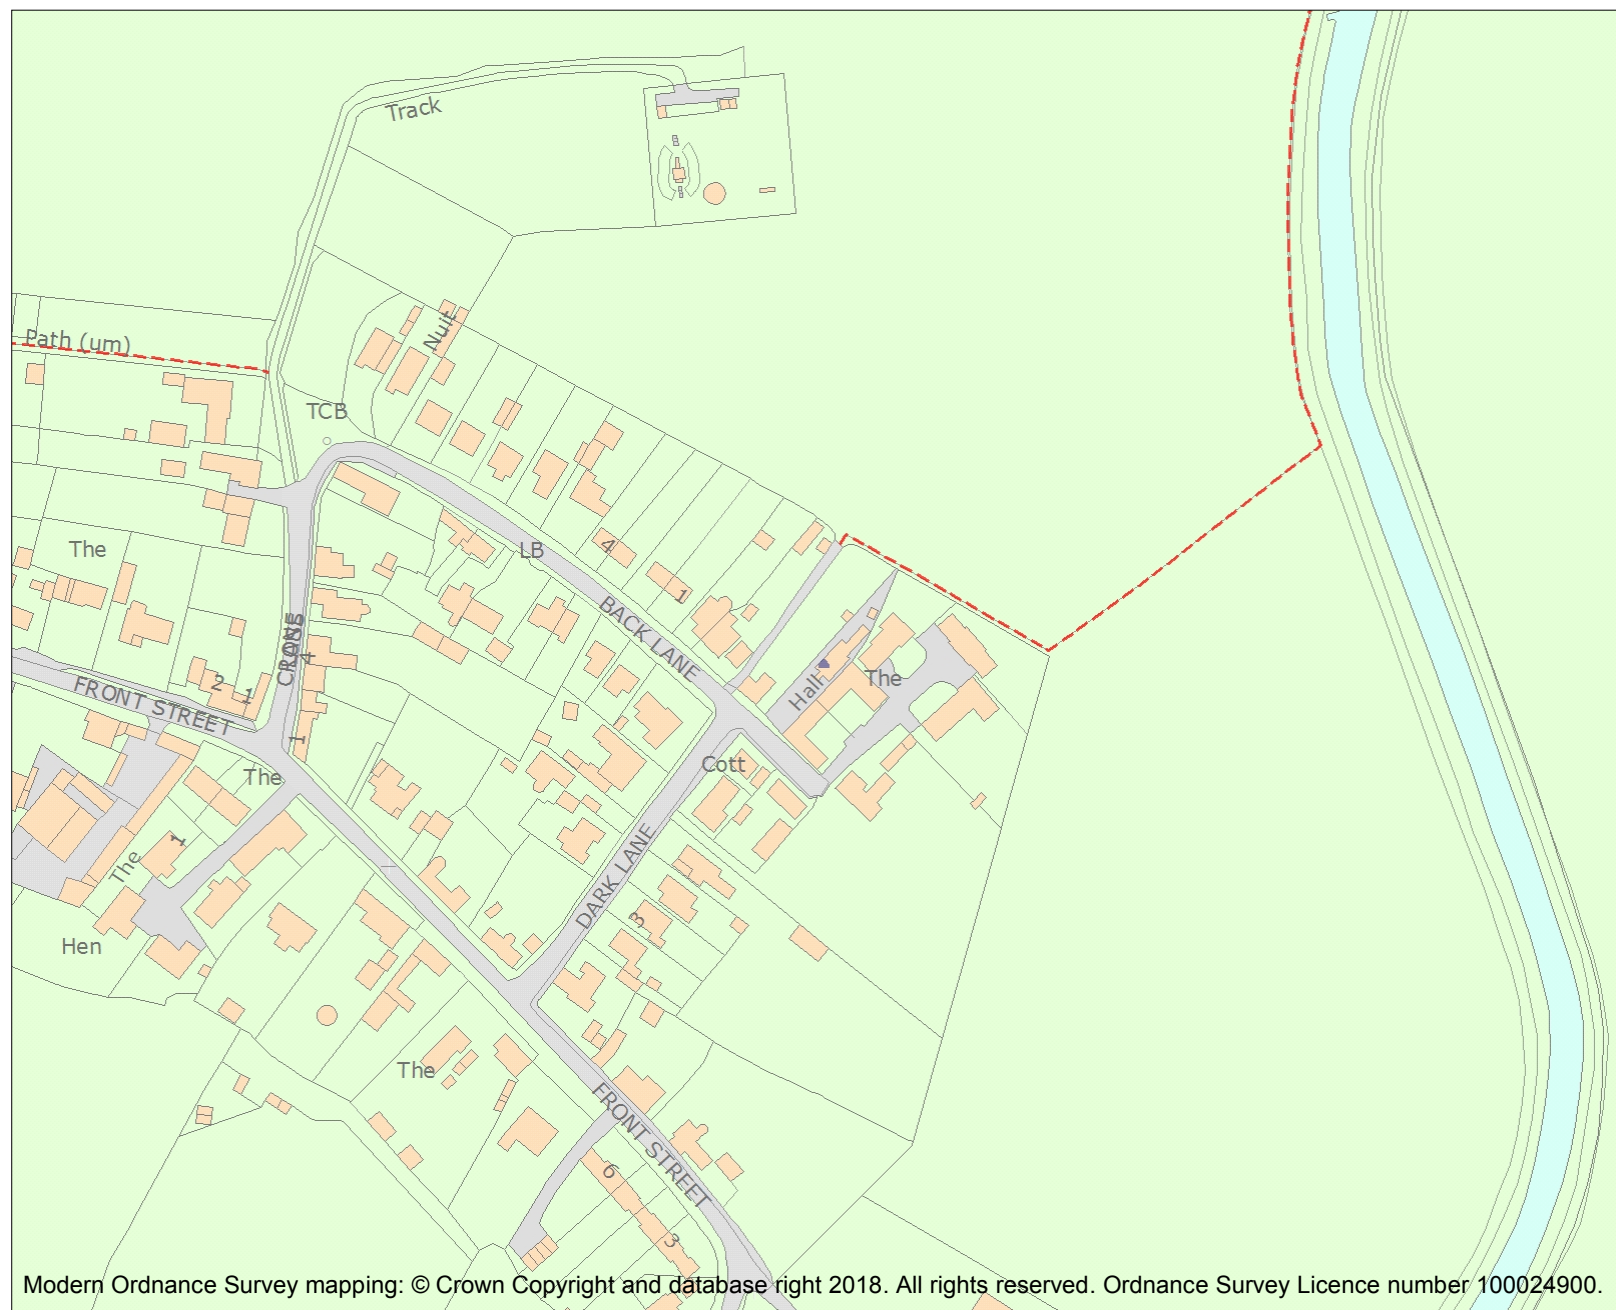 Track
Nuit
Path (um)
TCB
The
LB
4
1
BACK LANE
CRONE LANE
4
2
1
FRONT STREET
1
Hall
The
The
Cott
1
The
DARK LANE
3
Hen
The
FRONT STREET
6
3
Modern Ordnance Survey mapping: © Crown Copyright and database right 2018. All rights reserved. Ordnance Survey Licence number 100024900.